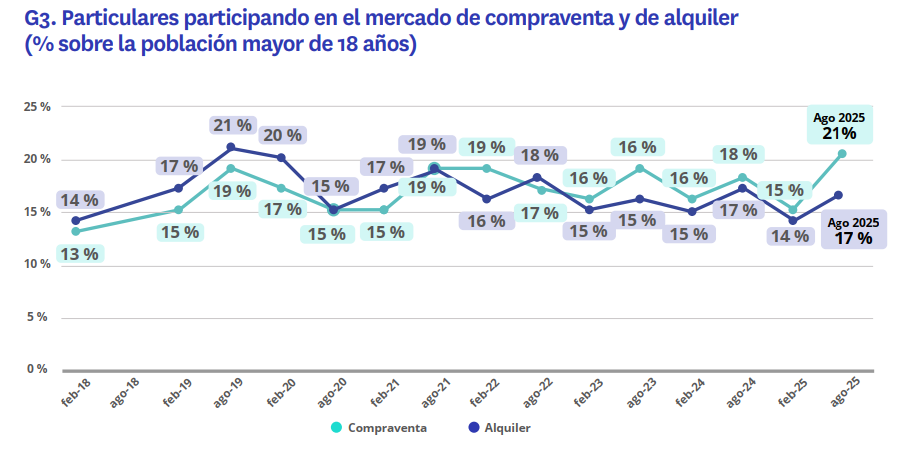 G3. Particulares participando en el mercado de compraventa y de alquiler
(% sobre la población mayor de 18 años)
25 %
20 %
15 %
10 %
5 %
0 %
14 %
13 %
17 %
15 %
21 %
19 %
20 %
17 %
15 %
15 %
17 %
15 %
19 %
19 %
19 %
16 %
18 %
17 %
16 %
15 %
16 %
15 %
16 %
15 %
18 %
17 %
15 %
14 %
Ago 2025
21%
Ago 2025
17 %
feb-18
ago-18
feb-19
ago-19
feb-20
ago-20
feb-21
ago-21
feb-22
ago-22
feb-23
ago-23
feb-24
ago-24
feb-25
ago-25
Compraventa
Alquiler